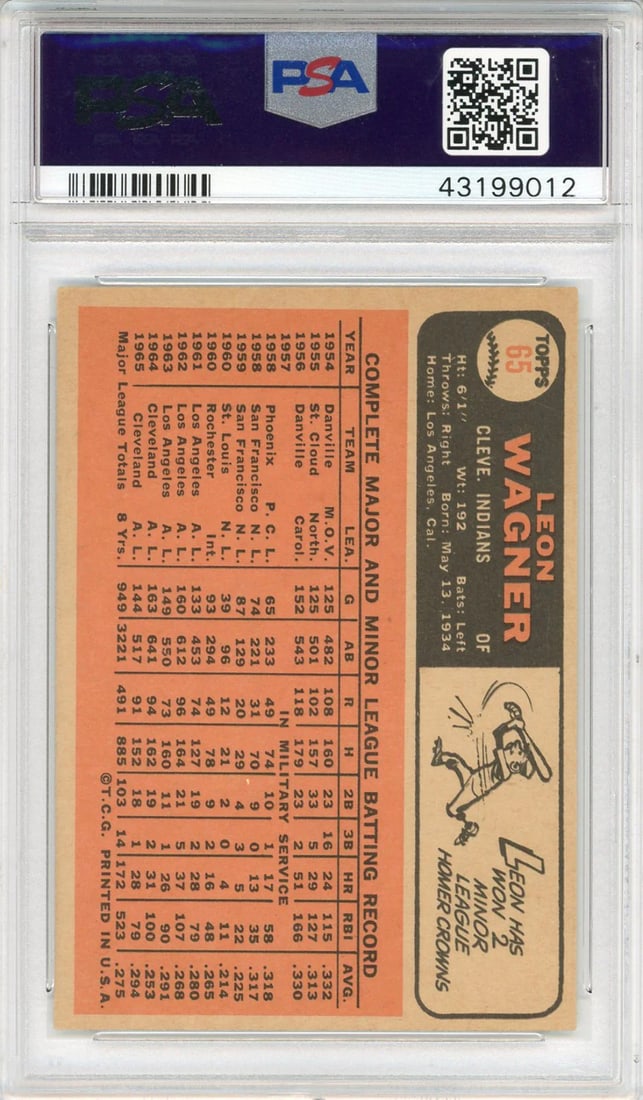 PSA
PSA
43199012
TOPPS
65
LEON
WAGNER
CLEVE. INDIANS OF
Ht: 6/1" Wt: 192 Bats: Left
Throws: Right Born: May 13, 1934
Home: Los Angeles, Cal.
LEON HAS
WON 2
MINOR
LEAGUE
HOMER CROWNS
COMPLETE MAJOR AND MINOR LEAGUE BATTING RECORD
YEAR TEAM LEA. G AB R H 2B 3B HR RBI AVG.
1954 Danville M.O.V. 125 482 108 160 23 16 24 115 .332
1955 St. Cloud North. 125 501 102 157 33 5 29 127 .313
1956 Danville Carol. 152 543 118 179 23 2 51 166 .330
1957 IN MILITARY SERVICE
1958 Phoenix P.C.L. 65 233 49 74 10 1 17 58 .318
1958 San Francisco N.L. 74 221 31 70 9 0 13 35 .317
1959 San Francisco N.L. 87 129 20 29 4 3 5 22 .225
1960 St. Louis N.L. 39 96 12 21 2 0 4 11 .214
1960 Rochester Int. 93 294 49 78 9 2 16 48 .265
1961 Los Angeles A.L. 133 453 74 127 19 2 28 79 .280
1962 Los Angeles A.L. 160 612 96 164 21 5 37 107 .268
1963 Los Angeles A.L. 149 550 73 160 11 1 26 90 .291
1964 Cleveland A.L. 163 641 94 162 19 2 31 100 .253
1965 Cleveland A.L. 144 517 91 152 18 1 28 79 .294
Major League Totals 8 Yrs. 949 3221 491 885 103 14 172 523 .275
©T.C.G. PRINTED IN U.S.A.